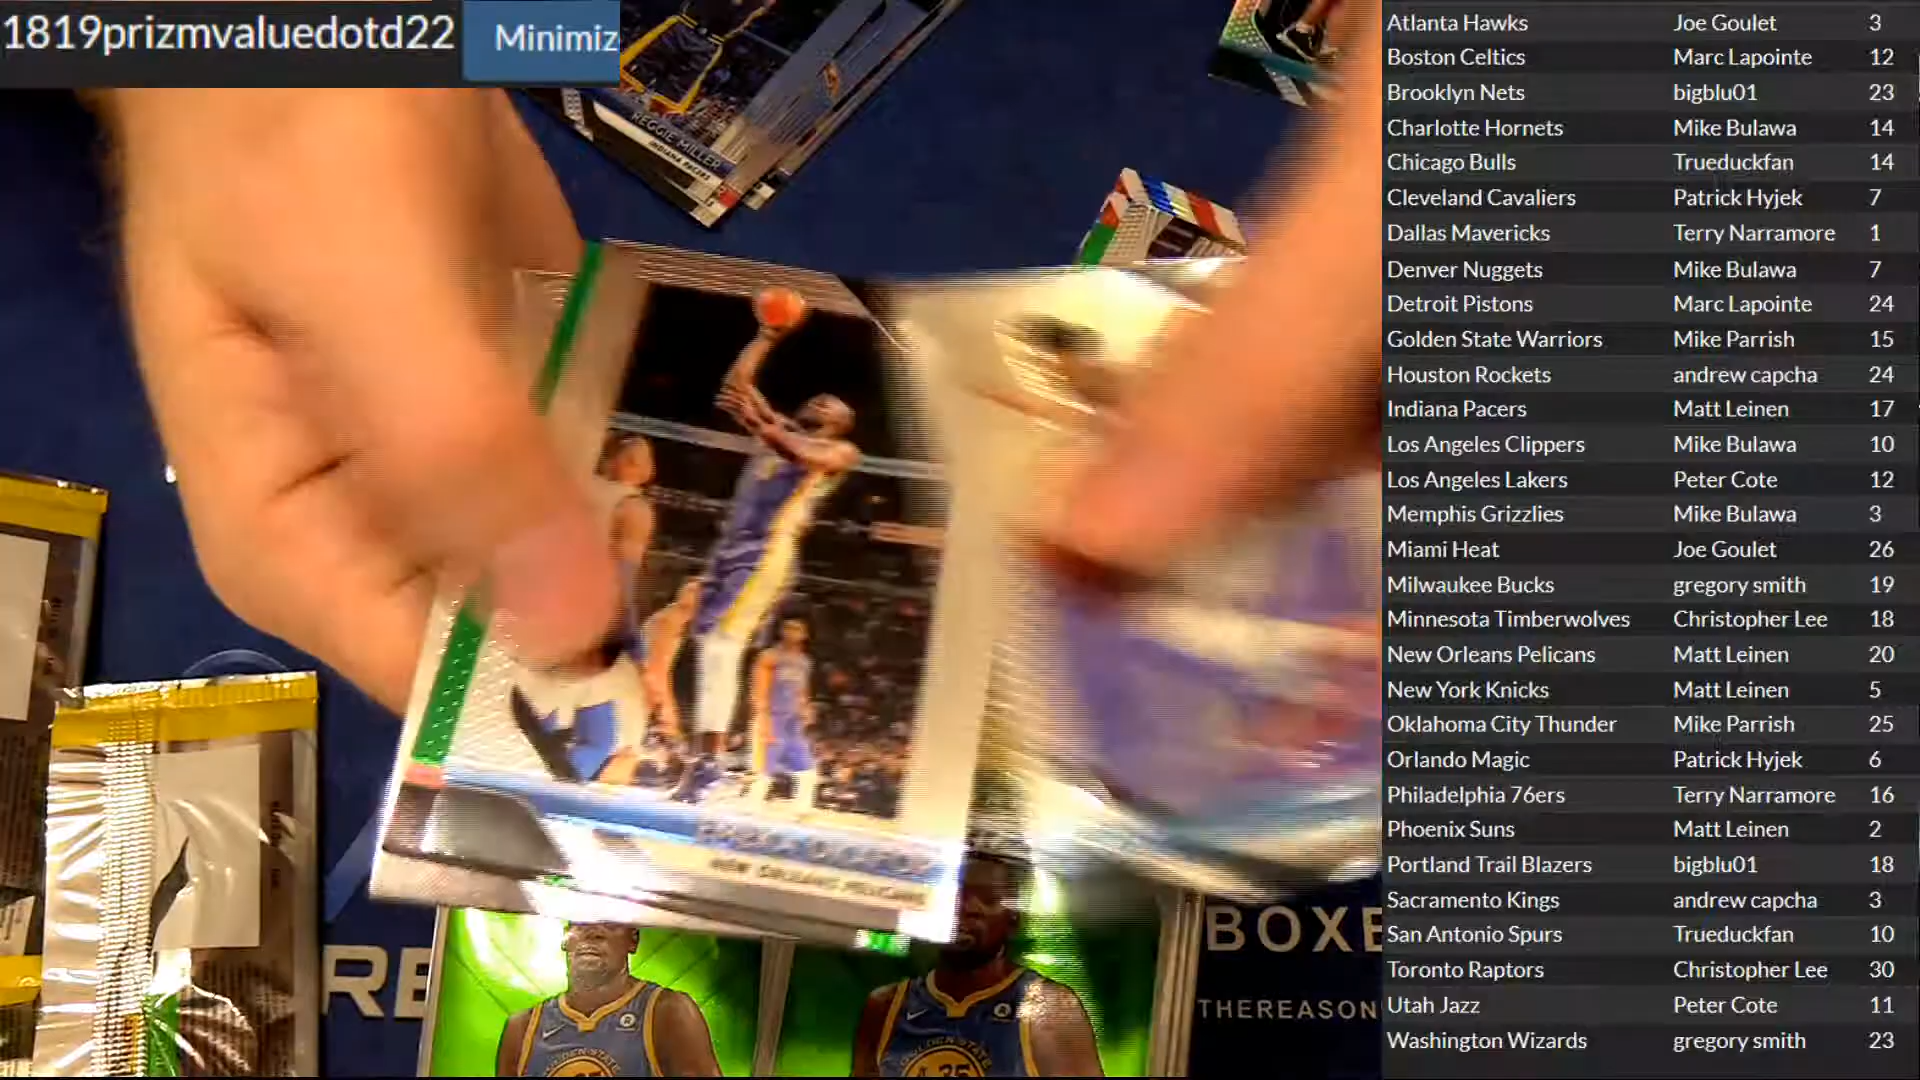 1819prizmvaluedotd22
Minimiz
REGGIE MILLER
INDIANA PACERS
NEW ORLEANS PELICANS
RE
BOXE
THEREASON
GOLDEN STATE
35
Atlanta Hawks Joe Goulet 3
Boston Celtics Marc Lapointe 12
Brooklyn Nets bigblu01 23
Charlotte Hornets Mike Bulawa 14
Chicago Bulls Trueduckfan 14
Cleveland Cavaliers Patrick Hyjek 7
Dallas Mavericks Terry Narramore 1
Denver Nuggets Mike Bulawa 7
Detroit Pistons Marc Lapointe 24
Golden State Warriors Mike Parrish 15
Houston Rockets andrew capcha 24
Indiana Pacers Matt Leinen 17
Los Angeles Clippers Mike Bulawa 10
Los Angeles Lakers Peter Cote 12
Memphis Grizzlies Mike Bulawa 3
Miami Heat Joe Goulet 26
Milwaukee Bucks gregory smith 19
Minnesota Timberwolves Christopher Lee 18
New Orleans Pelicans Matt Leinen 20
New York Knicks Matt Leinen 5
Oklahoma City Thunder Mike Parrish 25
Orlando Magic Patrick Hyjek 6
Philadelphia 76ers Terry Narramore 16
Phoenix Suns Matt Leinen 2
Portland Trail Blazers bigblu01 18
Sacramento Kings andrew capcha 3
San Antonio Spurs Trueduckfan 10
Toronto Raptors Christopher Lee 30
Utah Jazz Peter Cote 11
Washington Wizards gregory smith 23